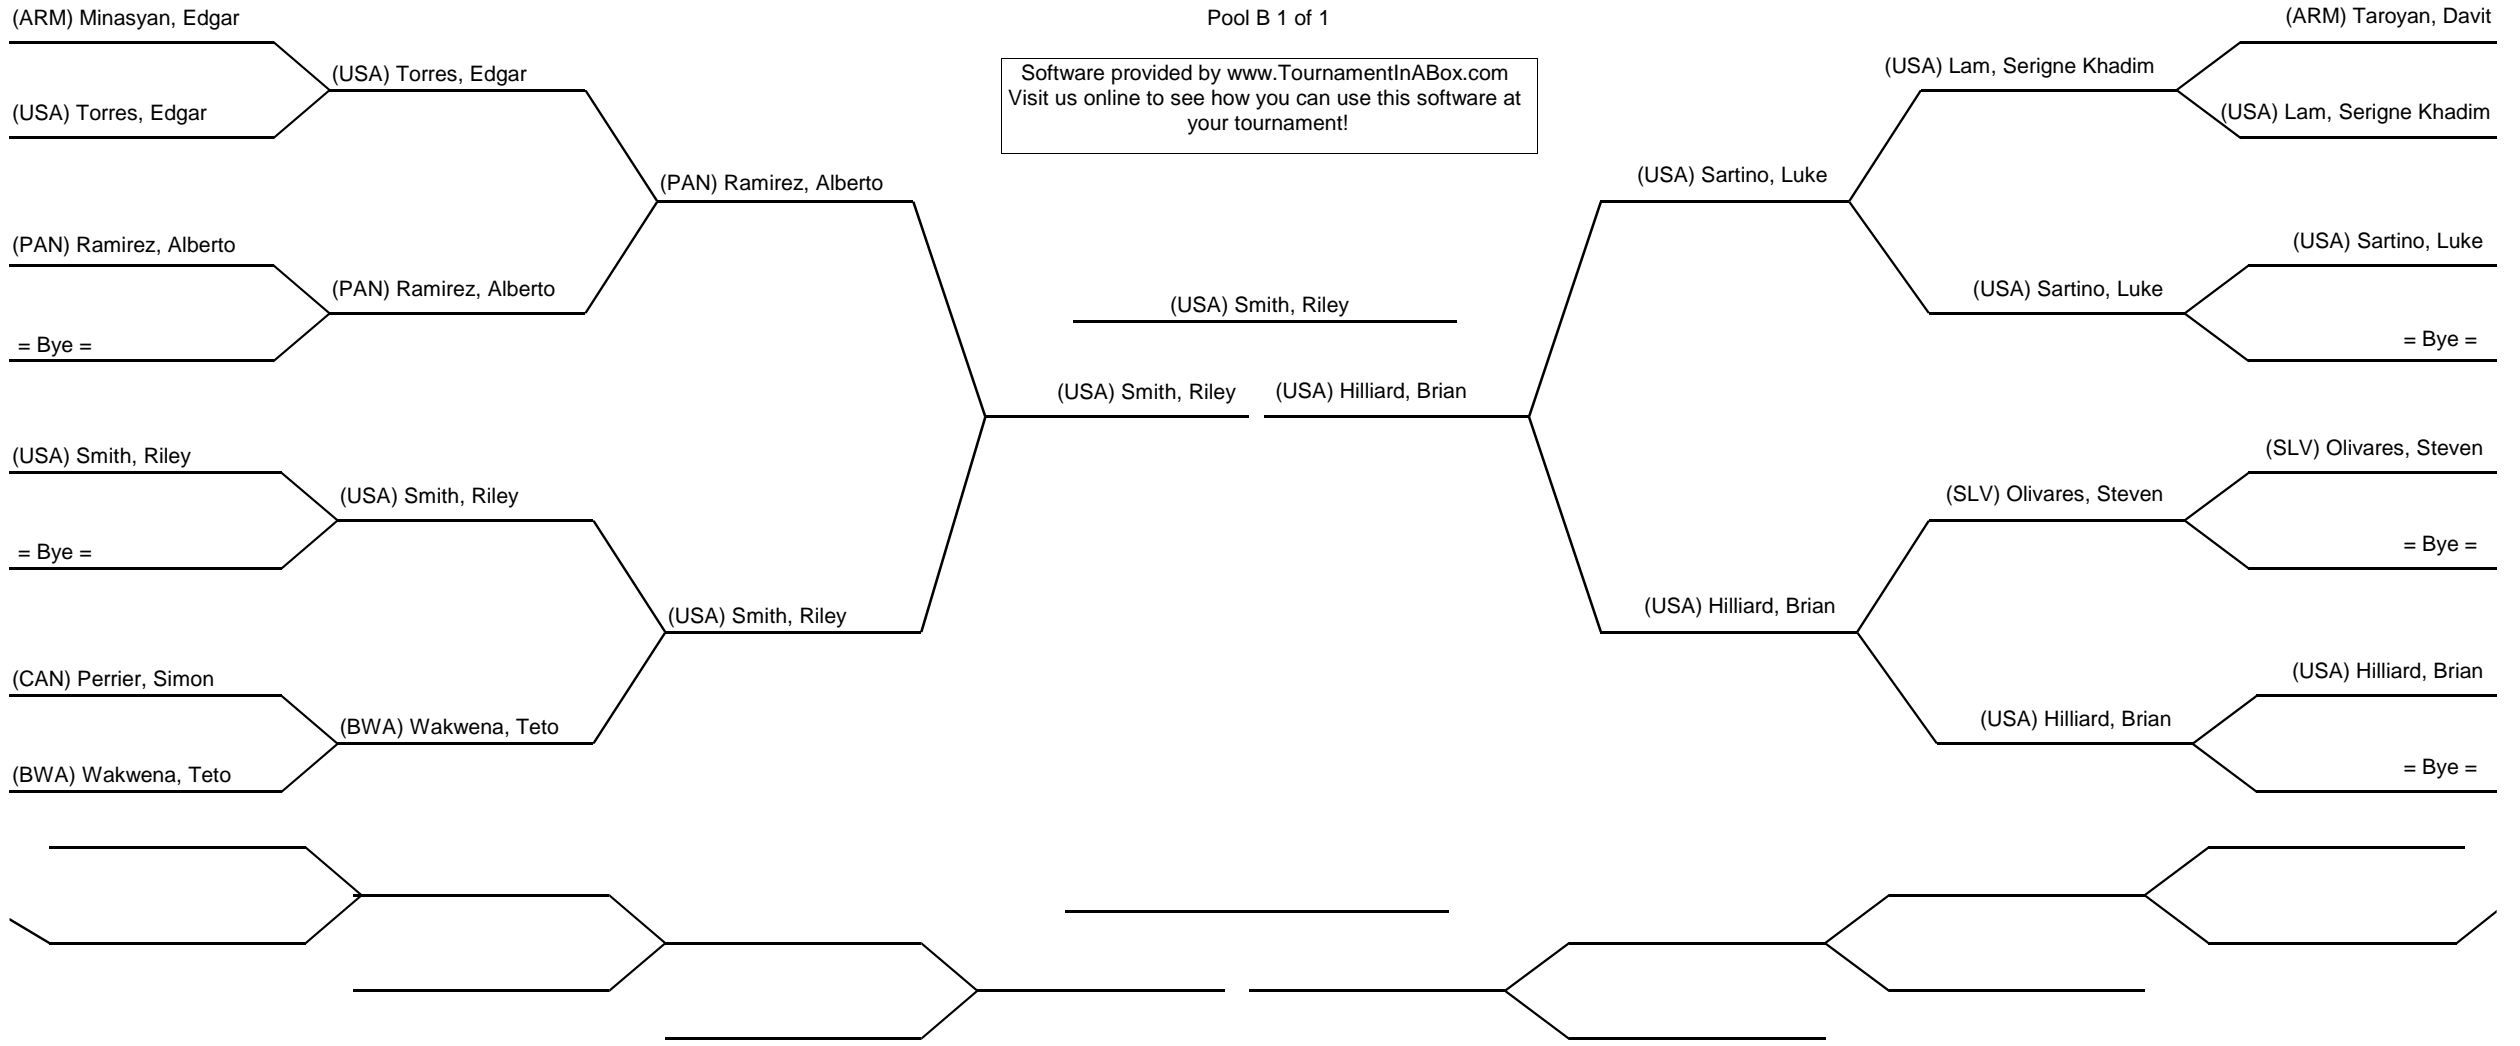 (ARM) Minasyan, Edgar
(USA) Torres, Edgar
(PAN) Ramirez, Alberto
= Bye =
(USA) Smith, Riley
= Bye =
(CAN) Perrier, Simon
(BWA) Wakwena, Teto
(USA) Torres, Edgar
(PAN) Ramirez, Alberto
(USA) Smith, Riley
(BWA) Wakwena, Teto
(PAN) Ramirez, Alberto
(USA) Smith, Riley
Pool B 1 of 1
Software provided by www.TournamentInABox.com
Visit us online to see how you can use this software at
your tournament!
(USA) Smith, Riley
(USA) Smith, Riley
(USA) Hilliard, Brian
(USA) Sartino, Luke
(USA) Hilliard, Brian
(USA) Lam, Serigne Khadim
(USA) Sartino, Luke
(SLV) Olivares, Steven
(USA) Hilliard, Brian
(ARM) Taroyan, Davit
(USA) Lam, Serigne Khadim
(USA) Sartino, Luke
= Bye =
(SLV) Olivares, Steven
= Bye =
(USA) Hilliard, Brian
= Bye =